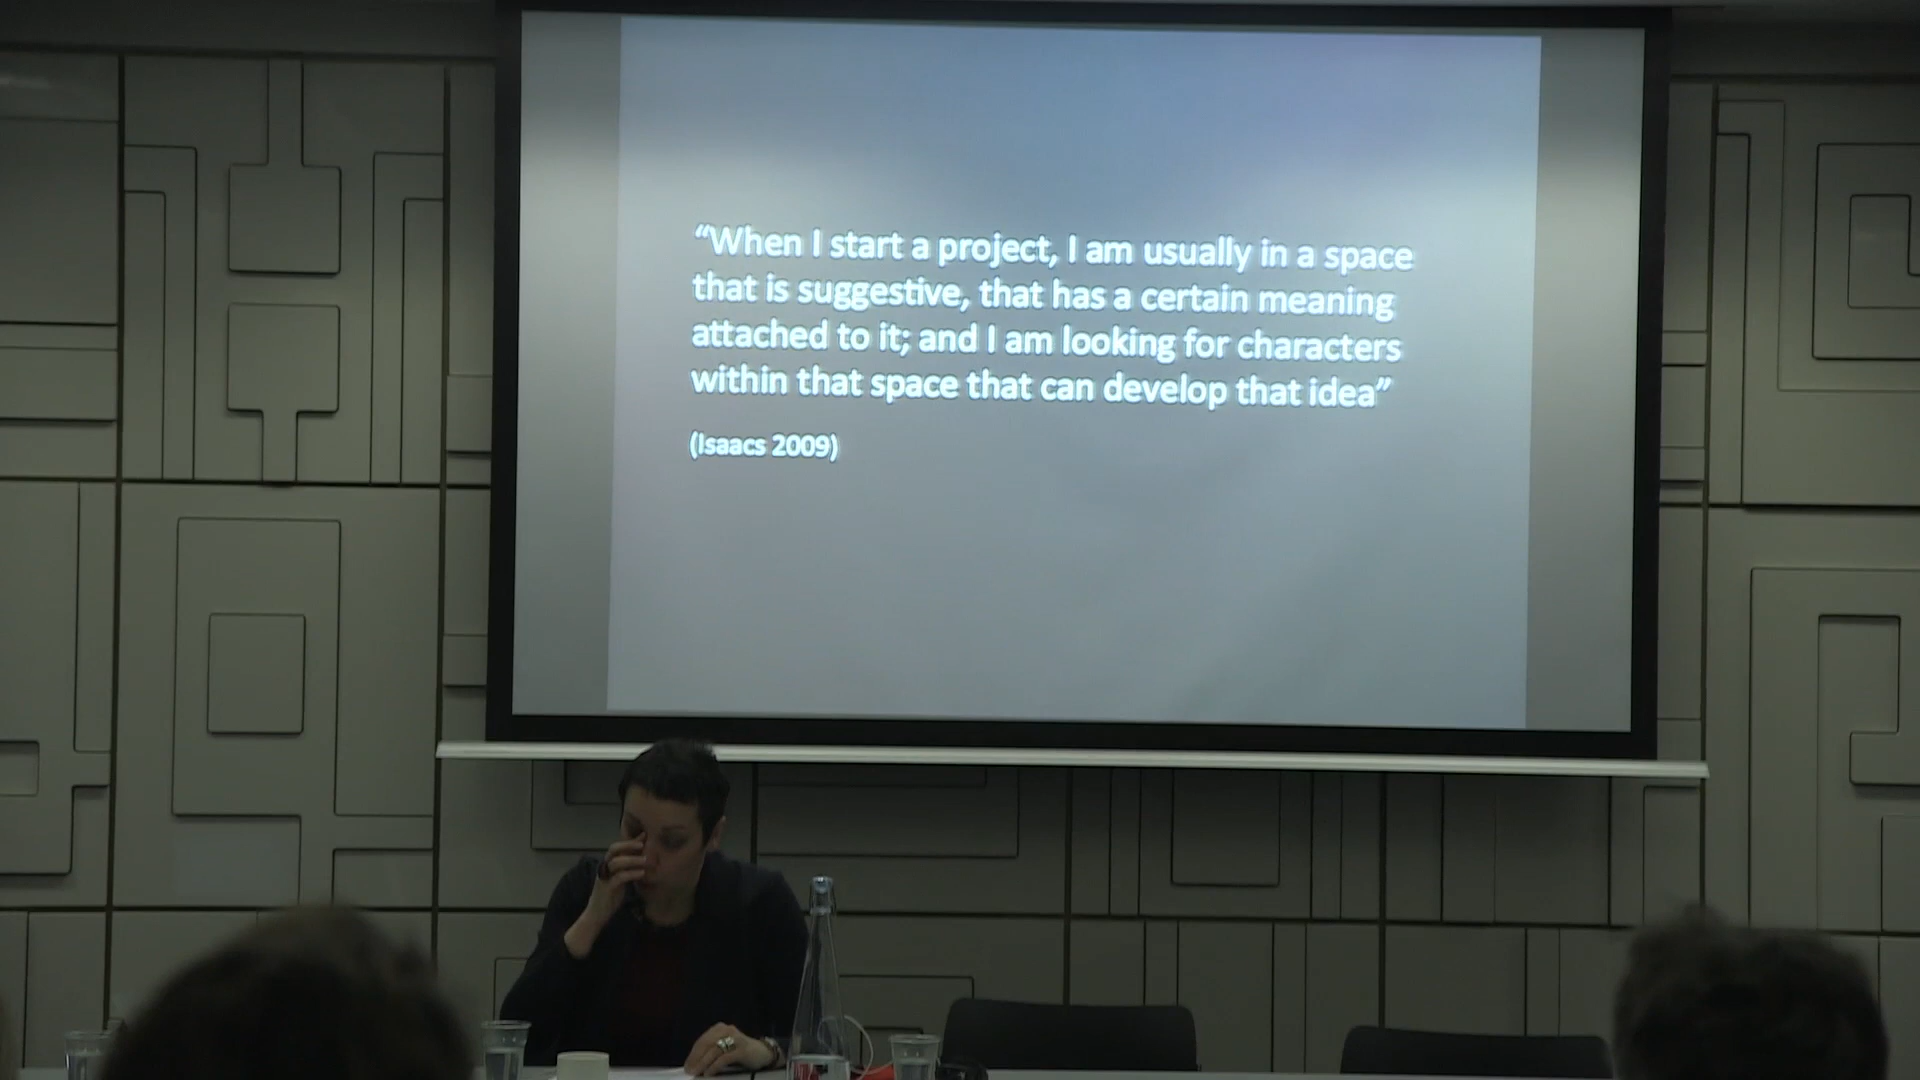 “When I start a project, I am usually in a space
that is suggestive, that has a certain meaning
attached to it; and I am looking for characters
within that space that can develop that idea”
(Isaacs 2009)